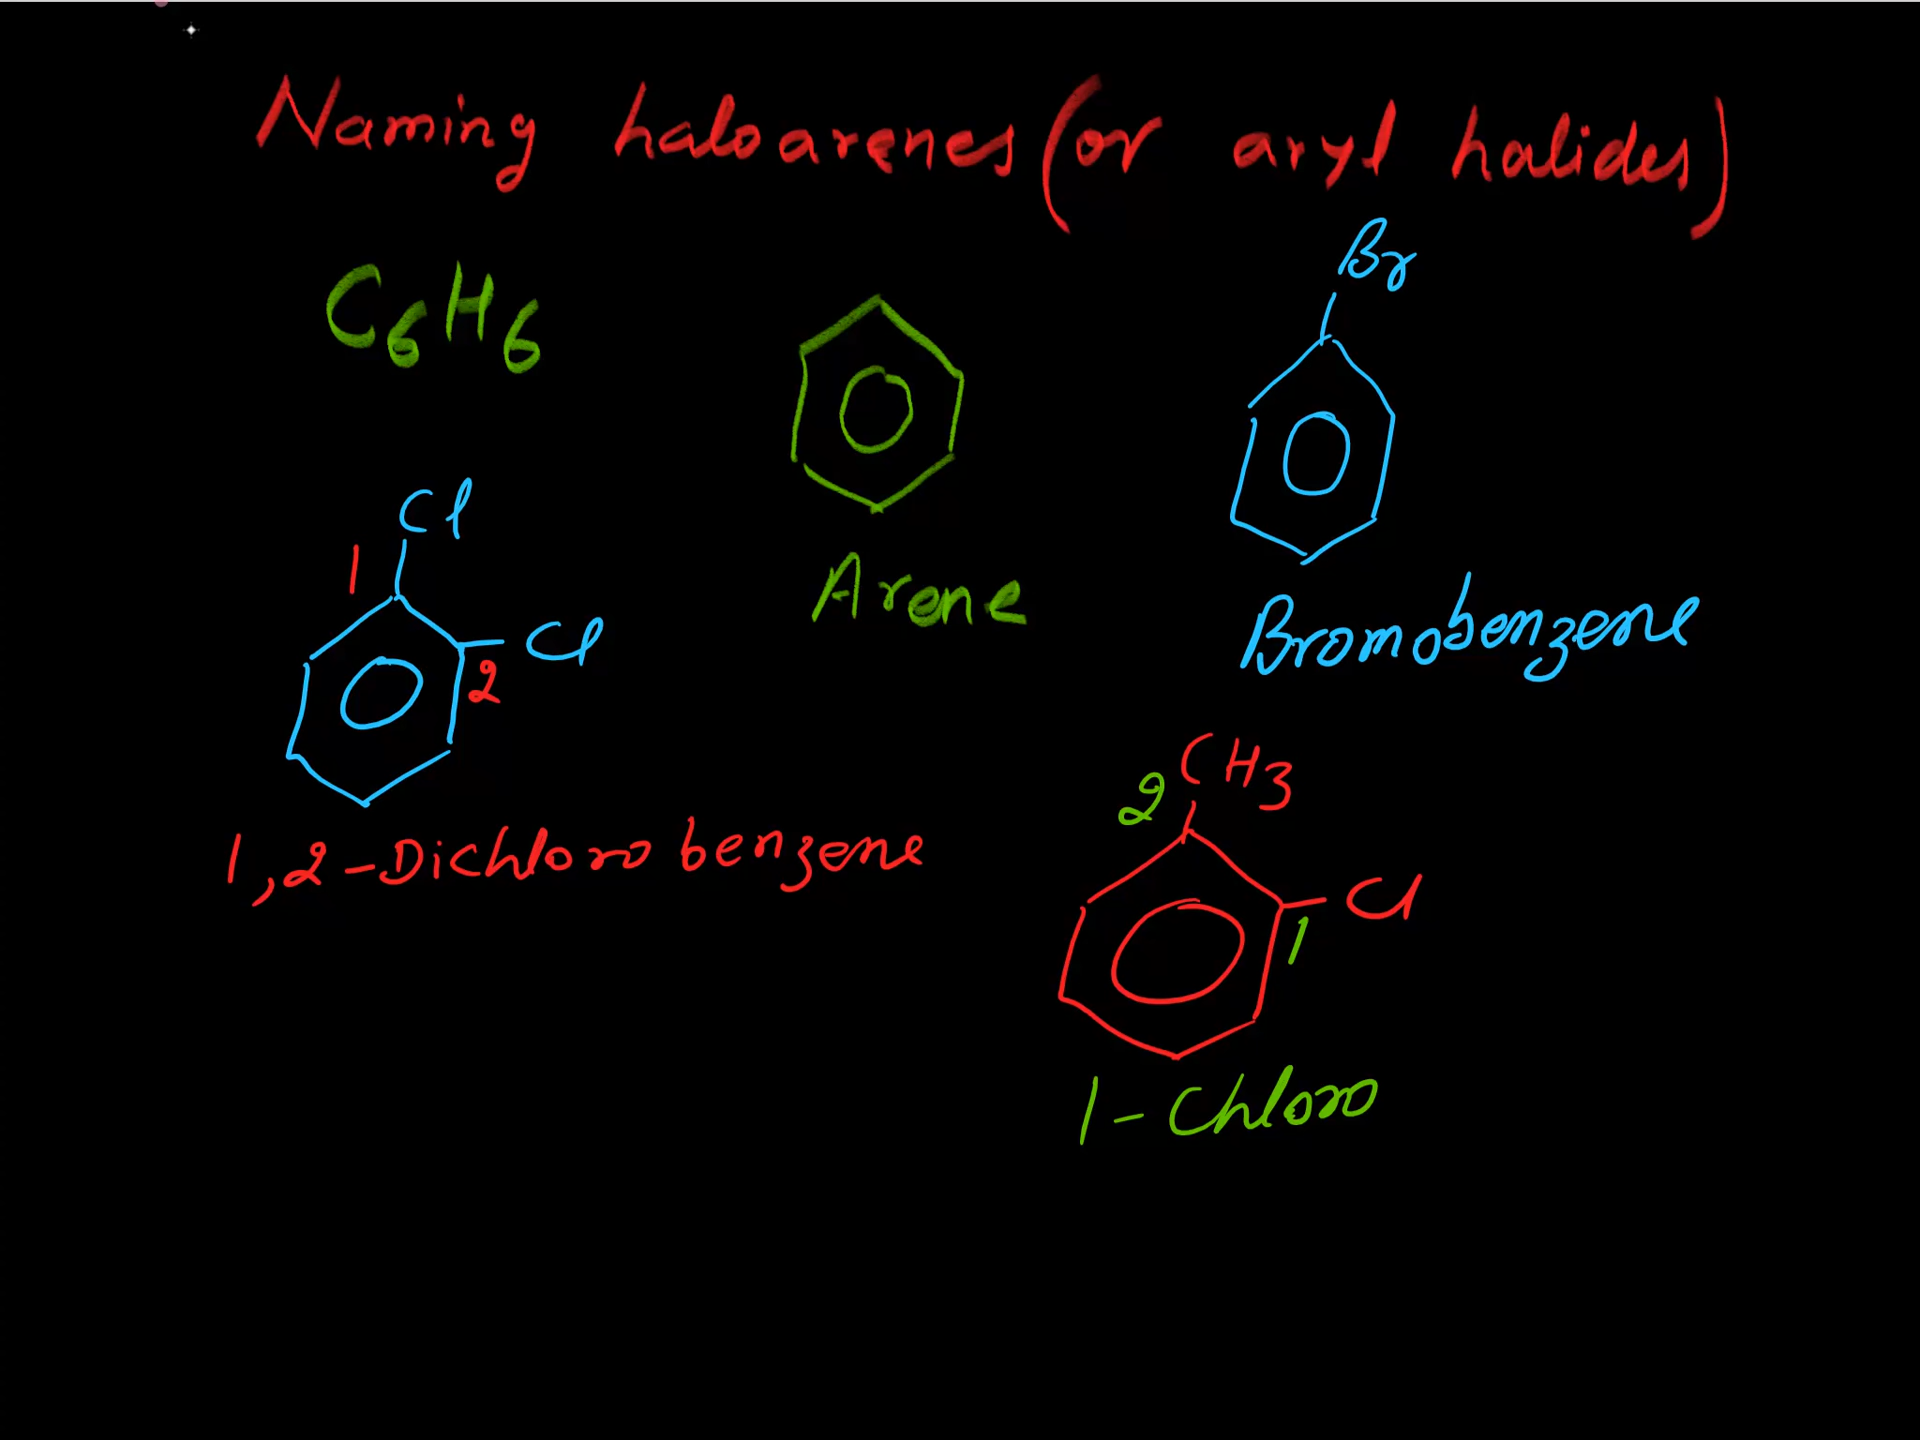 Naming haloarenes (or aryl halides)
C6H6
Br
Arene
Bromobenzene
Cl
1
Cl
2
1,2-Dichlorobenzene
CH3
2
Cl
1
1-Chloro